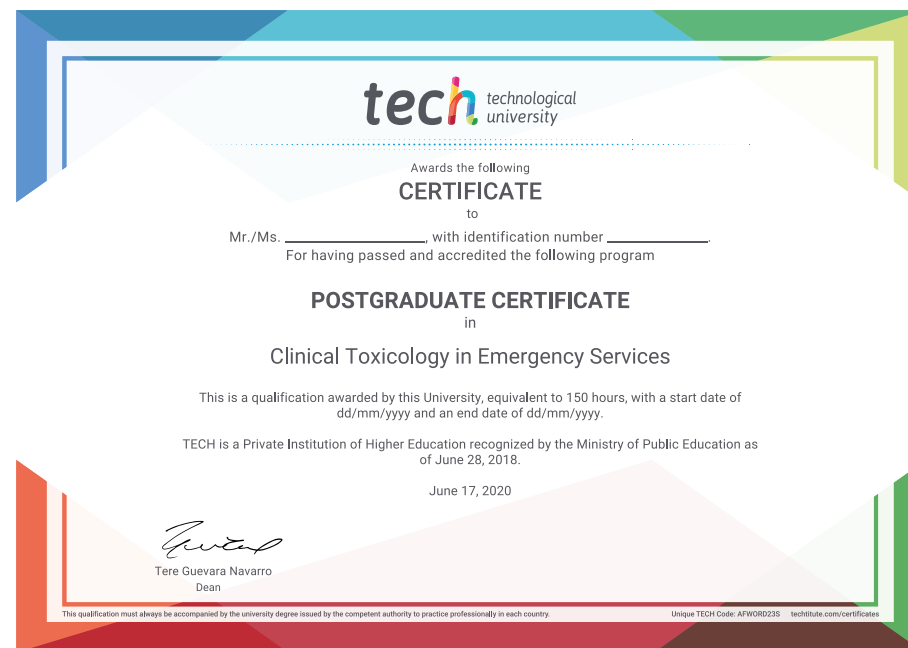 tech technological
university
Awards the following
CERTIFICATE
to
Mr./Ms. ____________________, with identification number ______________.
For having passed and accredited the following program
POSTGRADUATE CERTIFICATE
in
Clinical Toxicology in Emergency Services
This is a qualification awarded by this University, equivalent to 150 hours, with a start date of
dd/mm/yyyy and an end date of dd/mm/yyyy.
TECH is a Private Institution of Higher Education recognized by the Ministry of Public Education as
of June 28, 2018.
June 17, 2020
Tere Guevara Navarro
Dean
This qualification must always be accompanied by the university degree issued by the competent authority to practice professionally in each country.
Unique TECH Code: AFWORD23S techtitute.com/certificates